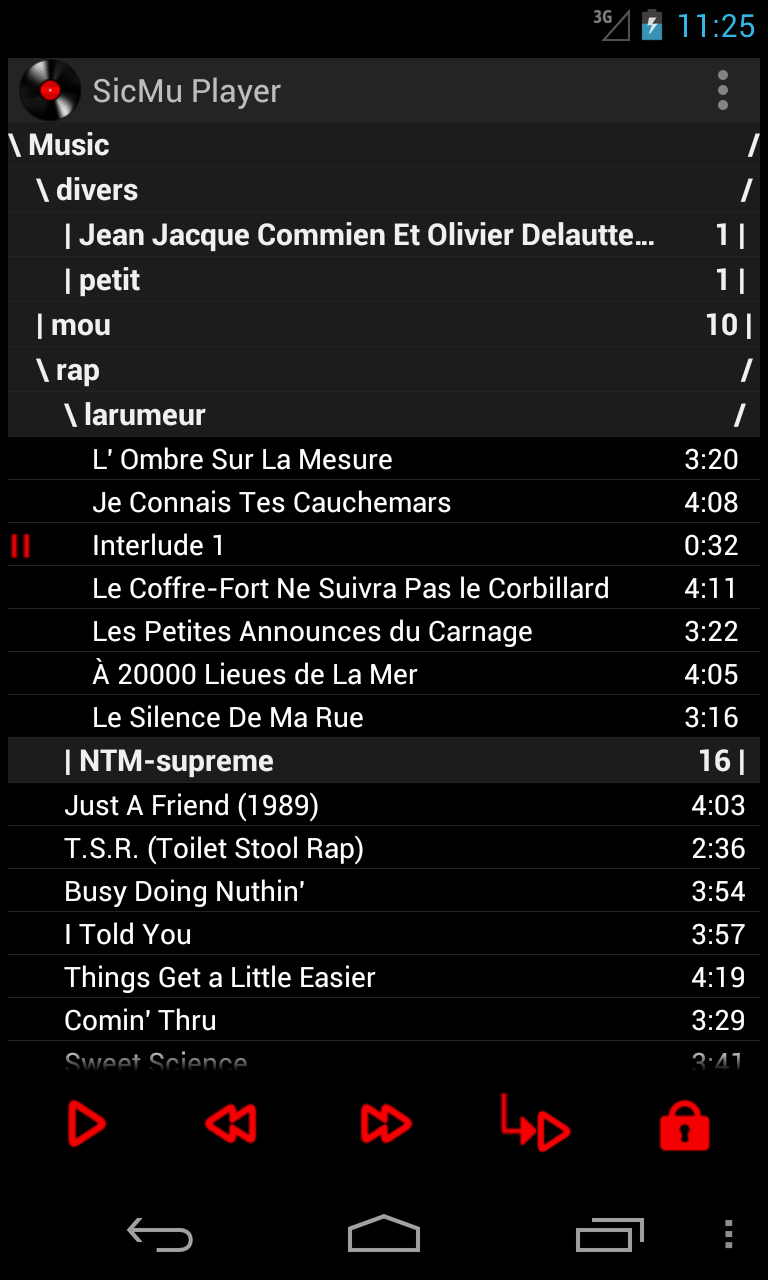 3G 11:25
SicMu Player
\ Music /
\ divers /
| Jean Jacque Commien Et Olivier Delautte... 1 |
| petit 1 |
| mou 10 |
\ rap /
\ larumeur /
L' Ombre Sur La Mesure 3:20
Je Connais Tes Cauchemars 4:08
Interlude 1 0:32
Le Coffre-Fort Ne Suivra Pas le Corbillard 4:11
Les Petites Announces du Carnage 3:22
À 20000 Lieues de La Mer 4:05
Le Silence De Ma Rue 3:16
| NTM-supreme 16 |
Just A Friend (1989) 4:03
T.S.R. (Toilet Stool Rap) 2:36
Busy Doing Nuthin' 3:54
I Told You 3:57
Things Get a Little Easier 4:19
Comin' Thru 3:29
Sweet Science 3:41